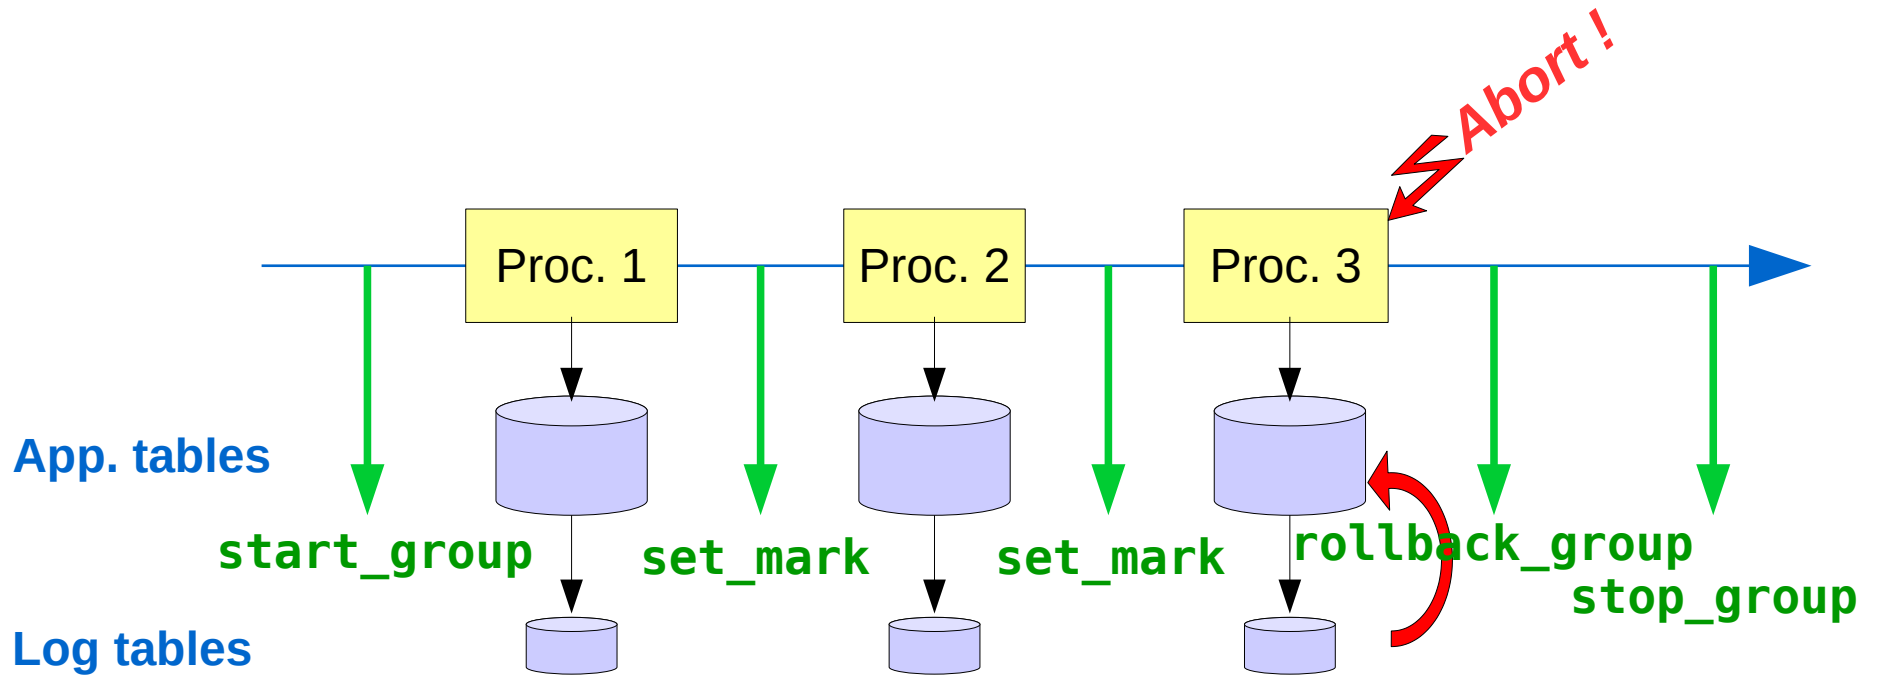 Abort !
Proc. 1
Proc. 2
Proc. 3
App. tables
start_group
set_mark
set_mark
rollback_group
stop_group
Log tables